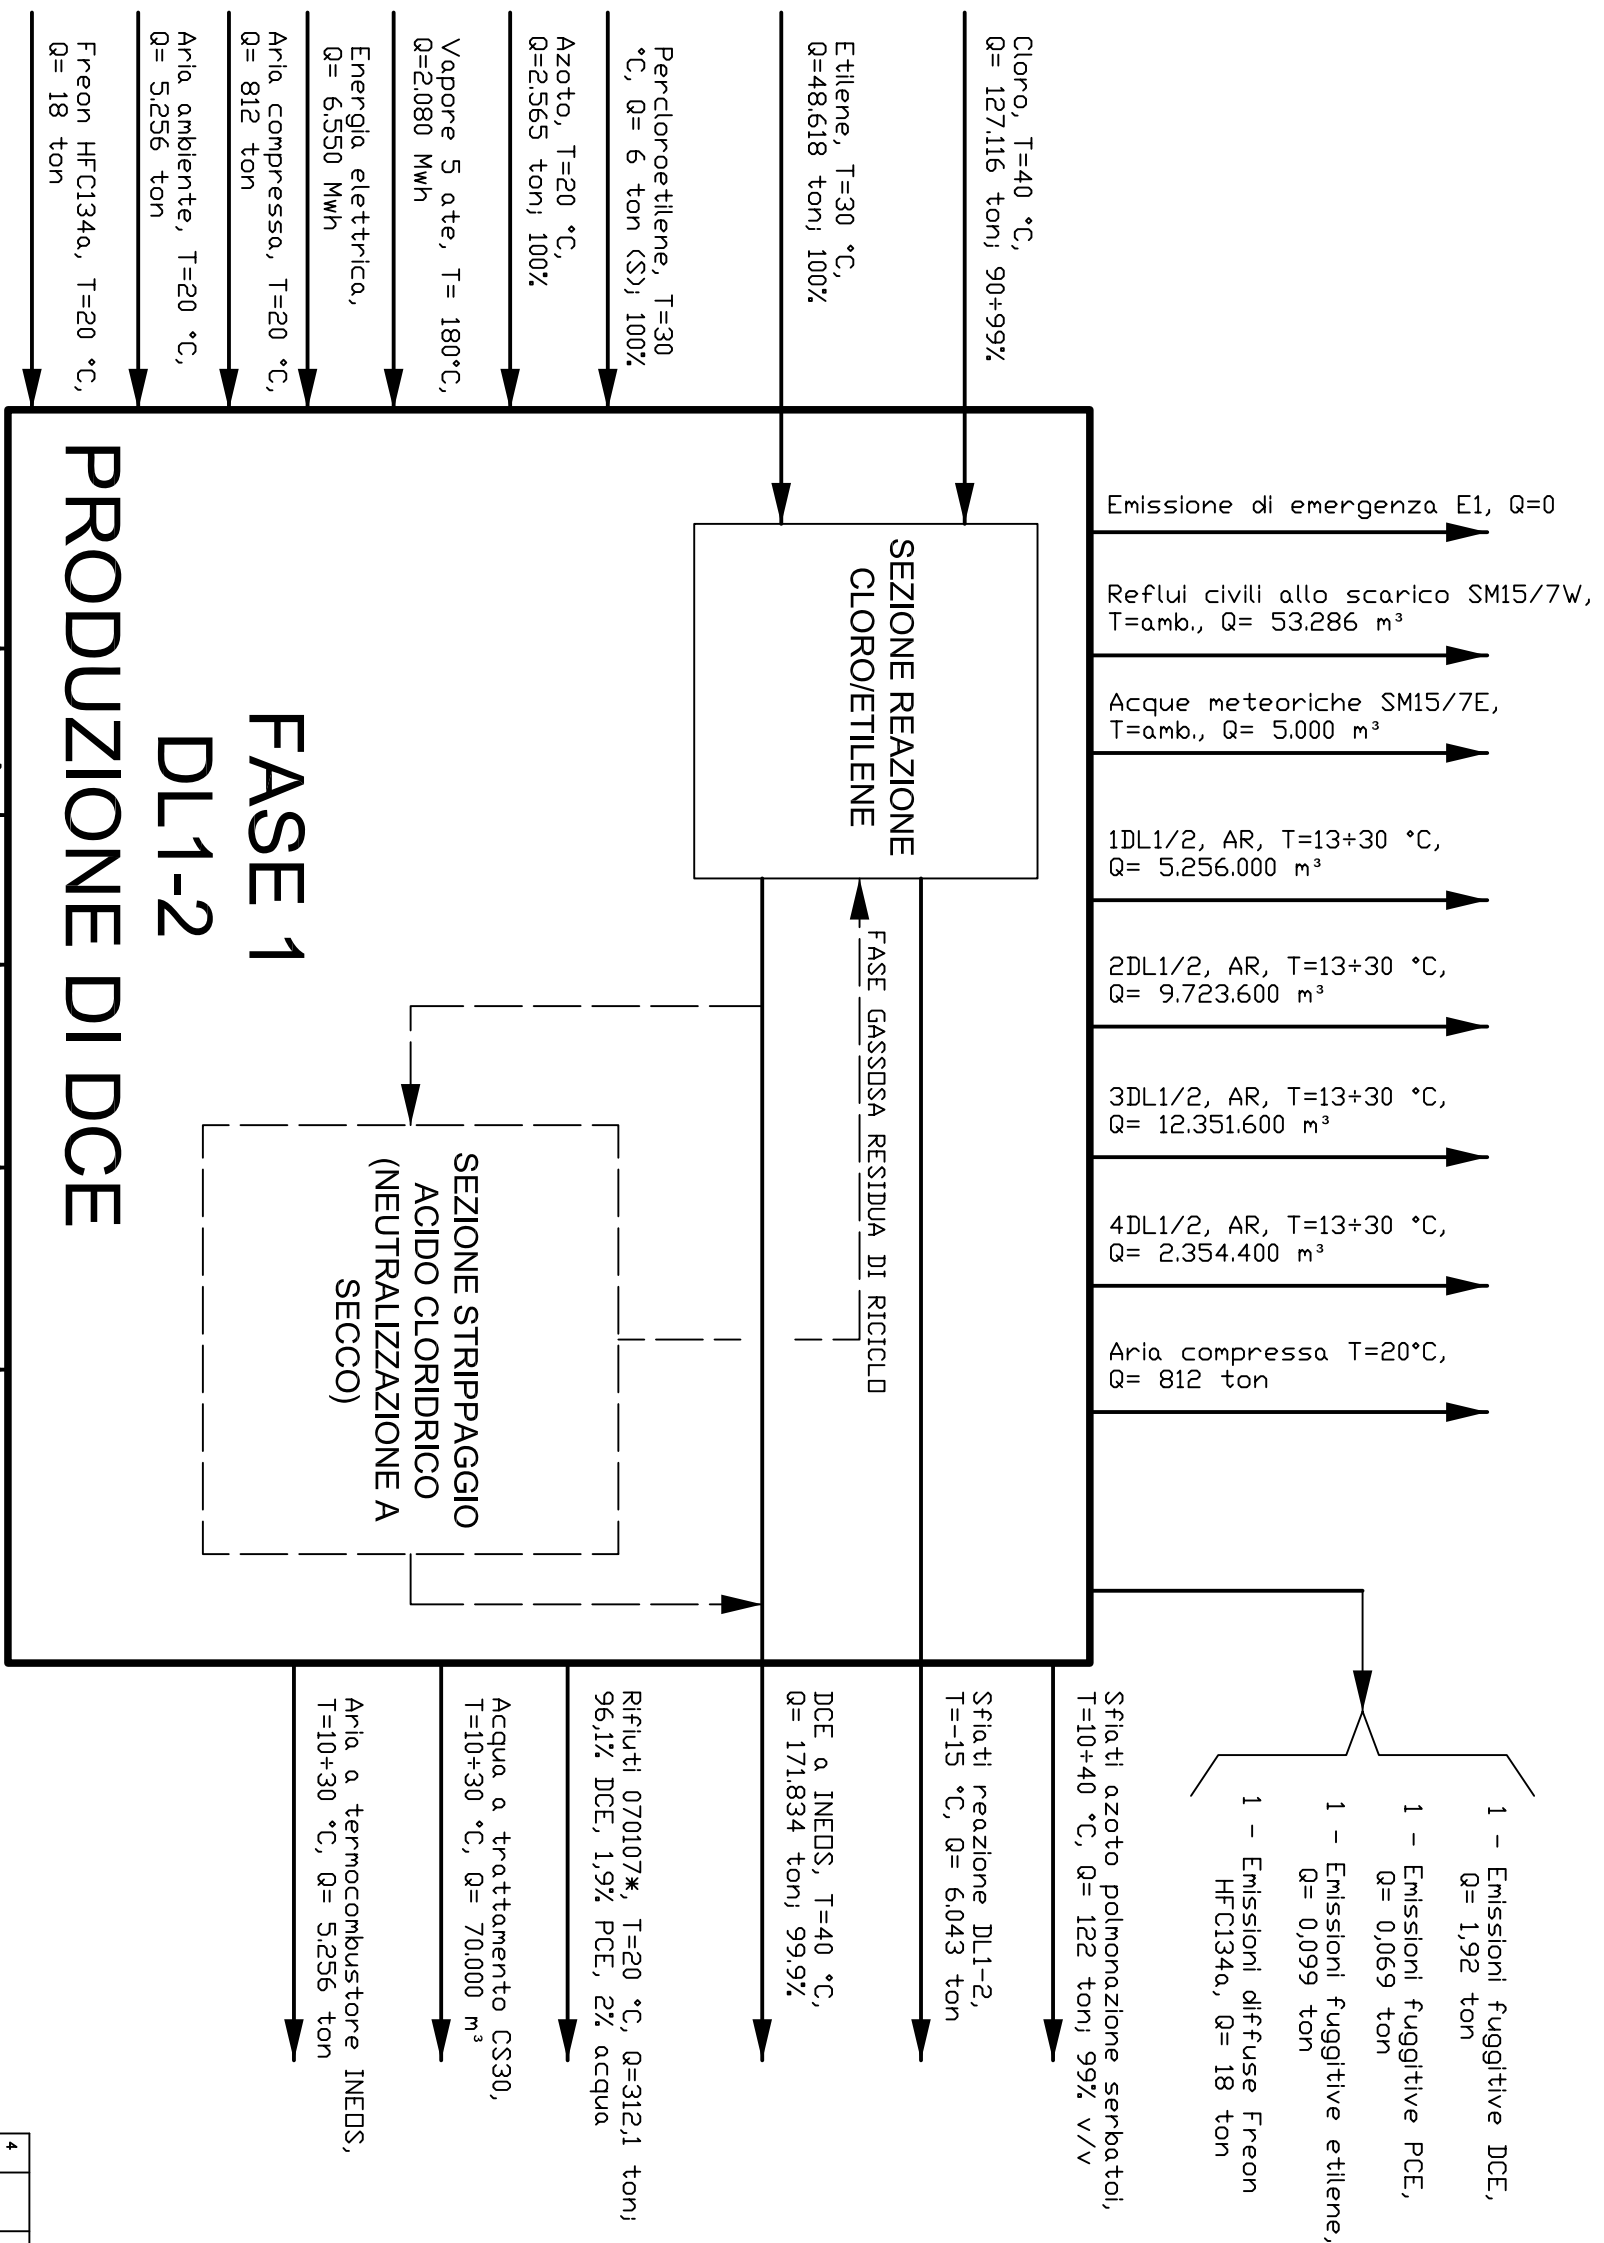 Cloro, T=40 °C,
Q= 127.116 ton; 90÷99%
Etilene, T=30 °C,
Q=48.618 ton; 100%
Percloroetilene, T=30
°C, Q= 6 ton (S); 100%
Azoto, T=20 °C,
Q=2.565 ton; 100%
Vapore 5 ate, T= 180°C,
Q=2.080 Mwh
Energia elettrica,
Q= 6.550 Mwh
Aria compressa, T=20 °C,
Q= 812 ton
Aria ambiente, T=20 °C,
Q= 5.256 ton
Freon HFC134a, T=20 °C,
Q= 18 ton
Emissione di emergenza E1, Q=0
Reflui civili allo scarico SM15/7W,
T=amb., Q= 53.286 m³
Acque meteoriche SM15/7E,
T=amb., Q= 5.000 m³
1DL1/2, AR, T=13÷30 °C,
Q= 5.256.000 m³
2DL1/2, AR, T=13÷30 °C,
Q= 9.723.600 m³
3DL1/2, AR, T=13÷30 °C,
Q= 12.351.600 m³
4DL1/2, AR, T=13÷30 °C,
Q= 2.354.400 m³
Aria compressa T=20°C,
Q= 812 ton
SEZIONE REAZIONE
CLORO/ETILENE
FASE GASSOSA RESIDUA DI RICICLO
SEZIONE STRIPPAGGIO
ACIDO CLORIDRICO
(NEUTRALIZZAZIONE A
SECCO)
FASE 1
DL1-2
PRODUZIONE DI DCE
1 - Emissioni fuggitive DCE,
Q= 1,92 ton
1 - Emissioni fuggitive PCE,
Q= 0,069 ton
1 - Emissioni fuggitive etilene,
Q= 0,099 ton
1 - Emissioni diffuse Freon
HFC134a, Q= 18 ton
Sfiati azoto polmonazione serbatoi,
T=10÷40 °C, Q= 122 ton; 99% v/v
Sfiati reazione DL1-2,
T=-15 °C, Q= 6.043 ton
DCE a INEOS, T=40 °C,
Q= 171.834 ton; 99.9%
Rifiuti 070107*, T=20 °C, Q=312,1 ton;
96,1% DCE, 1,9% PCE, 2% acqua
Acqua a trattamento CS30,
T=10÷30 °C, Q= 70.000 m³
Aria a termocombustore INEOS,
T=10÷30 °C, Q= 5.256 ton
4